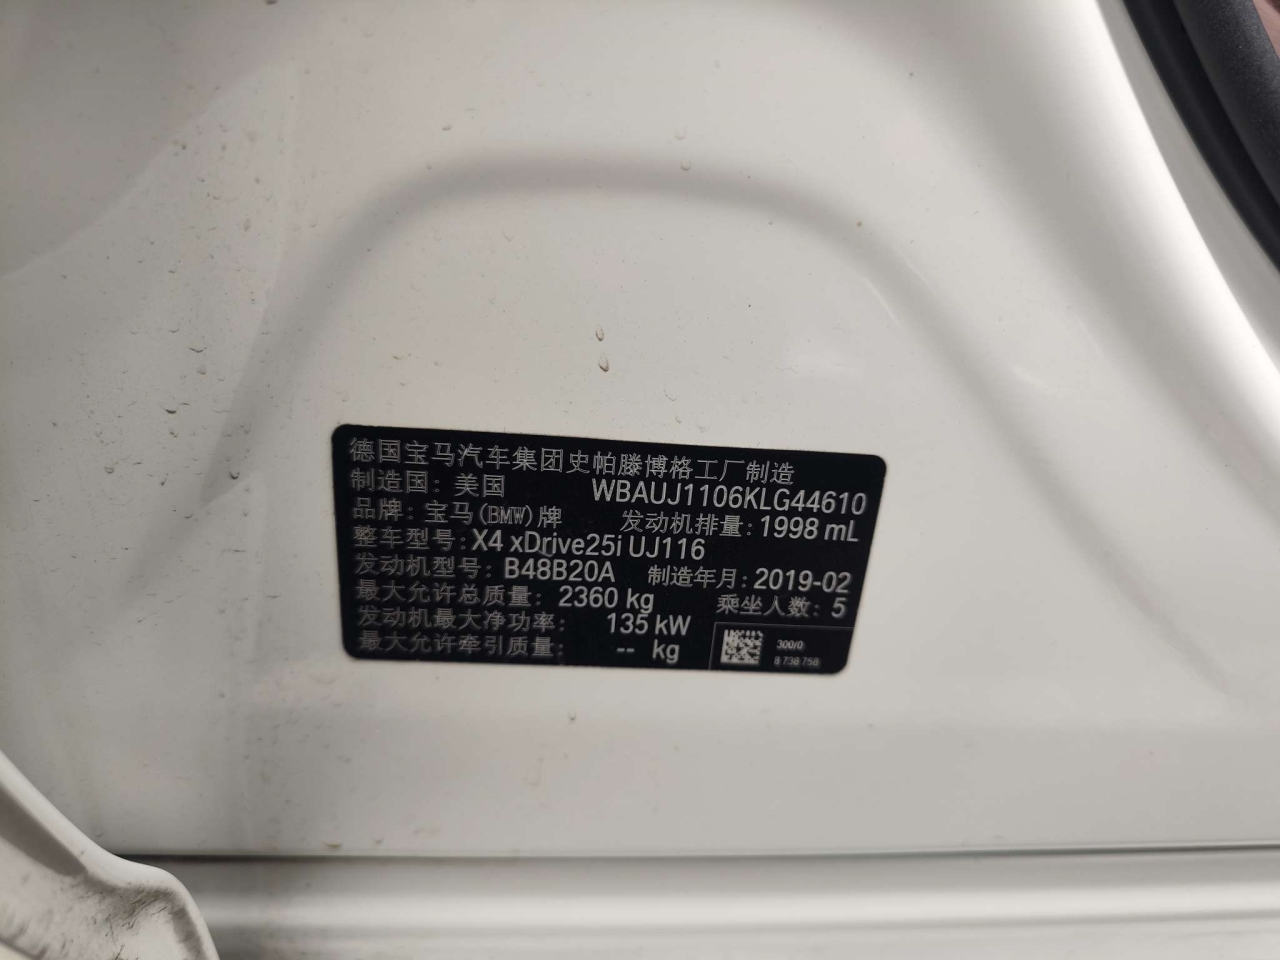 德国宝马汽车集团史帕滕博格工厂制造
制造国: 美国 WBAUJ1106KLG44610
品牌: 宝马(BMW)牌 发动机排量: 1998 mL
整车型号: X4 xDrive25i UJ116
发动机型号: B48B20A 制造年月: 2019-02
最大允许总质量: 2360 kg 乘坐人数: 5
发动机最大净功率: 135 kW
最大允许牵引质量: -- kg
300/0
8 738 758